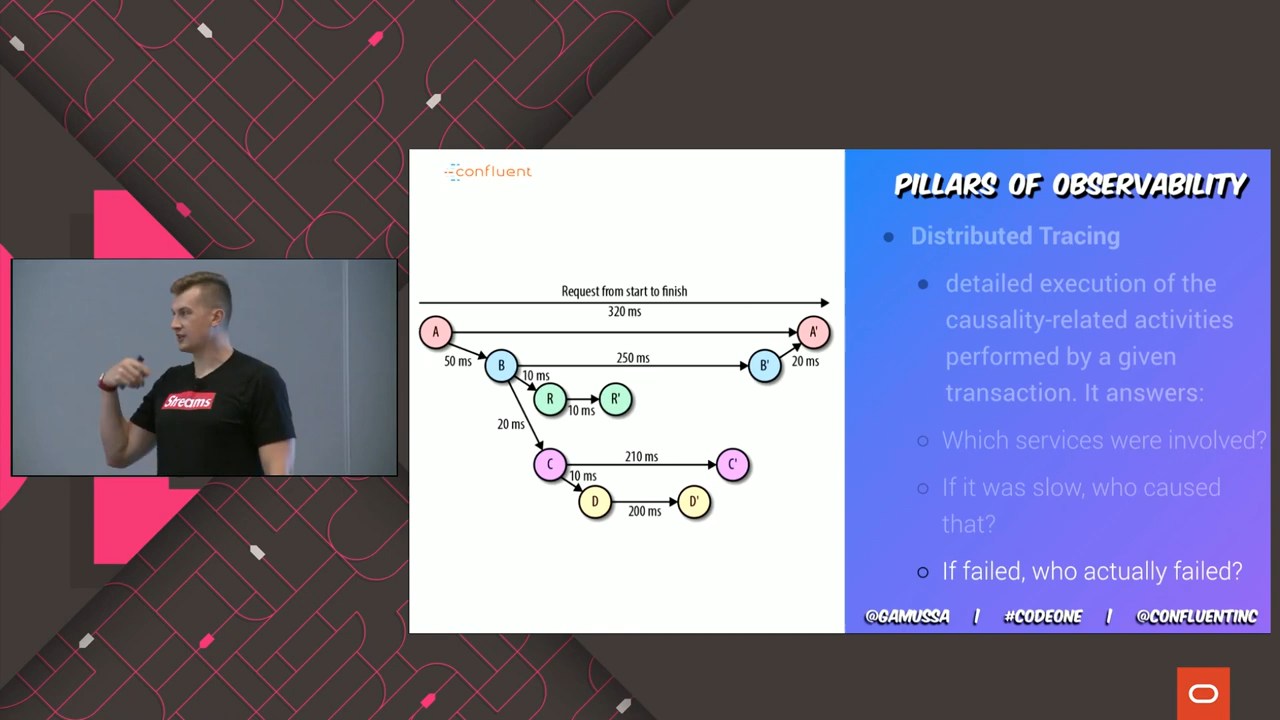 confluent
PILLARS OF OBSERVABILITY
Distributed Tracing
detailed execution of the
causality-related activities
performed by a given
transaction. It answers:
Which services were involved?
If it was slow, who caused
that?
If failed, who actually failed?
@GAMUSSA | #CODEONE | @CONFLUENTINC
Request from start to finish
320 ms
A A'
50 ms B 250 ms B' 20 ms
10 ms
R 10 ms R'
20 ms
C 210 ms C'
10 ms
D 200 ms D'
Streams